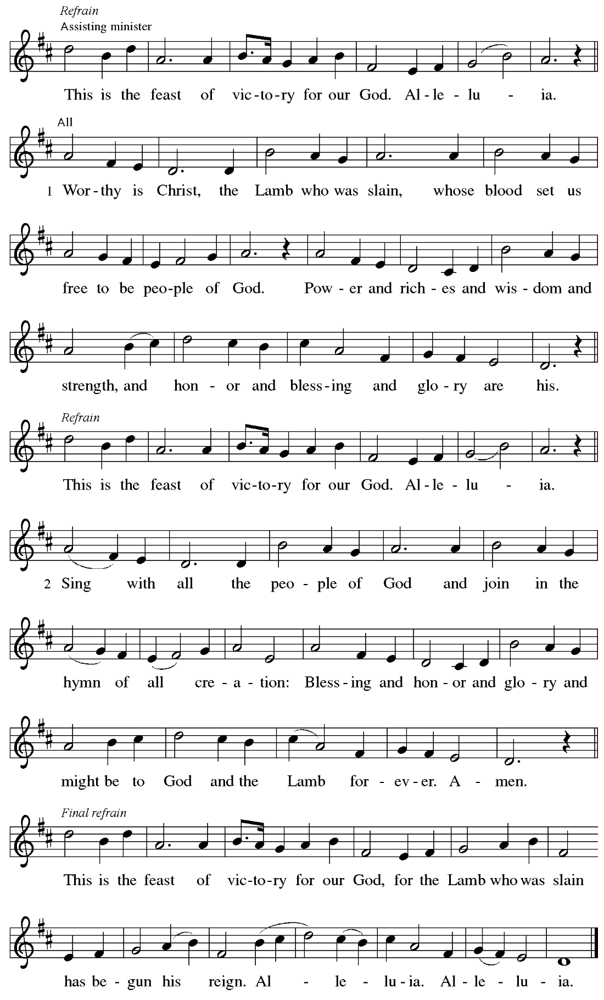 Refrain
Assisting minister
This is the feast of vic-to-ry for our God. Al-le-lu-ia.
All
1 Wor-thy is Christ, the Lamb who was slain, whose blood set us
free to be peo-ple of God. Pow-er and rich-es and wis-dom and
strength, and hon-or and bless-ing and glo-ry are his.
Refrain
This is the feast of vic-to-ry for our God. Al-le-lu-ia.
2 Sing with all the peo-ple of God and join in the
hymn of all cre-a-tion: Bless-ing and hon-or and glo-ry and
might be to God and the Lamb for-ev-er. A-men.
Final refrain
This is the feast of vic-to-ry for our God, for the Lamb who was slain
has be-gun his reign. Al-le-lu-ia. Al-le-lu-ia.